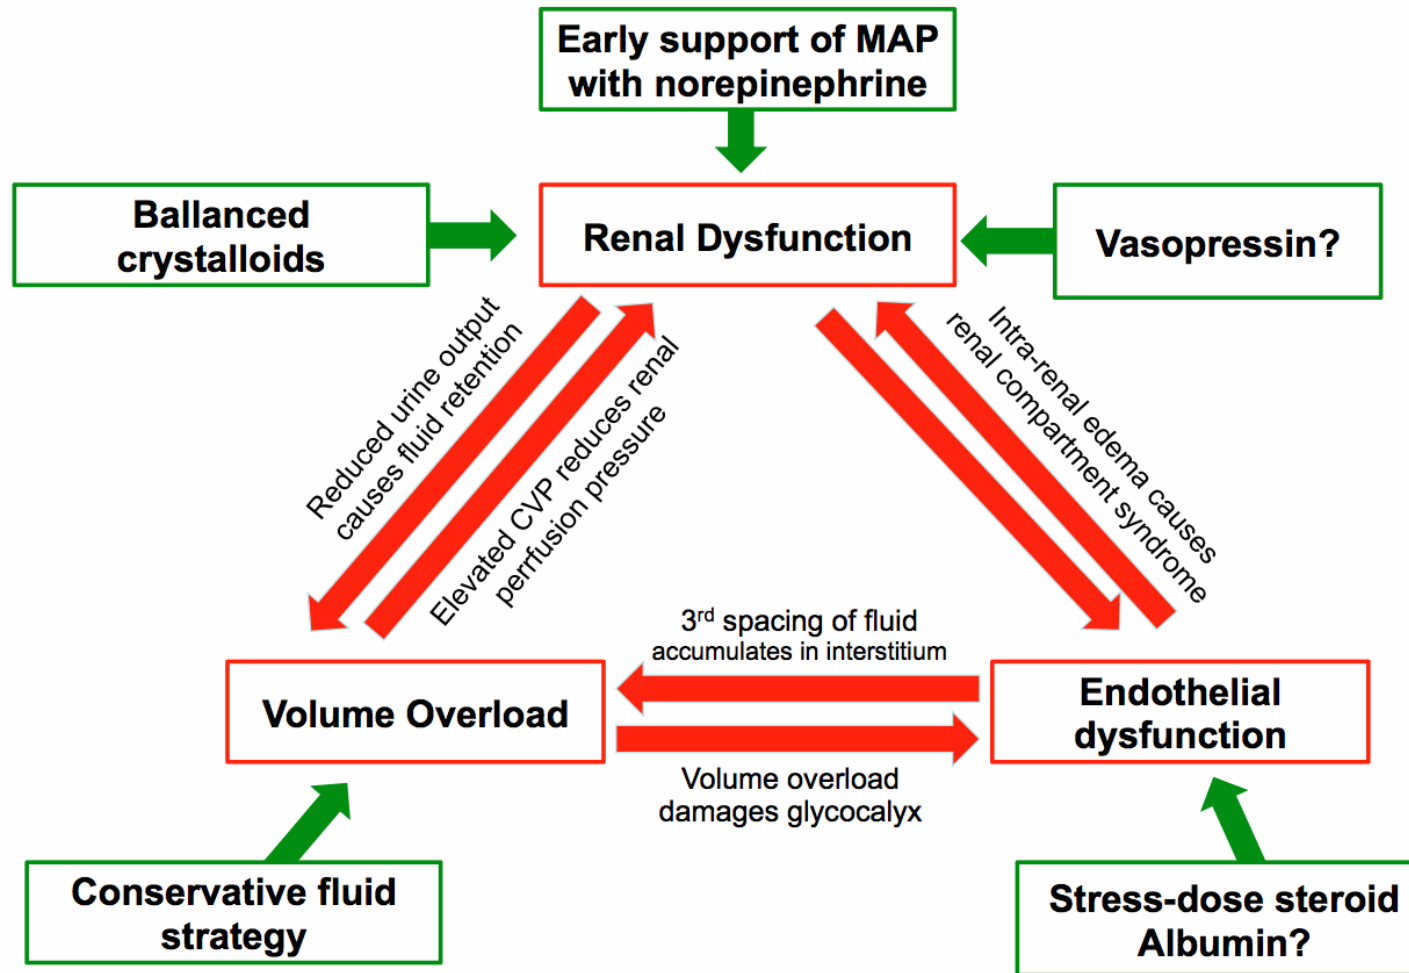 Early support of MAP
with norepinephrine
Ballanced
crystalloids
Renal Dysfunction
Vasopressin?
Reduced urine output
causes fluid retention
Elevated CVP reduces renal
perrfusion pressure
Intra-renal edema causes
renal compartment syndrome
3rd spacing of fluid
accumulates in interstitium
Volume Overload
Endothelial
dysfunction
Volume overload
damages glycocalyx
Conservative fluid
strategy
Stress-dose steroid
Albumin?